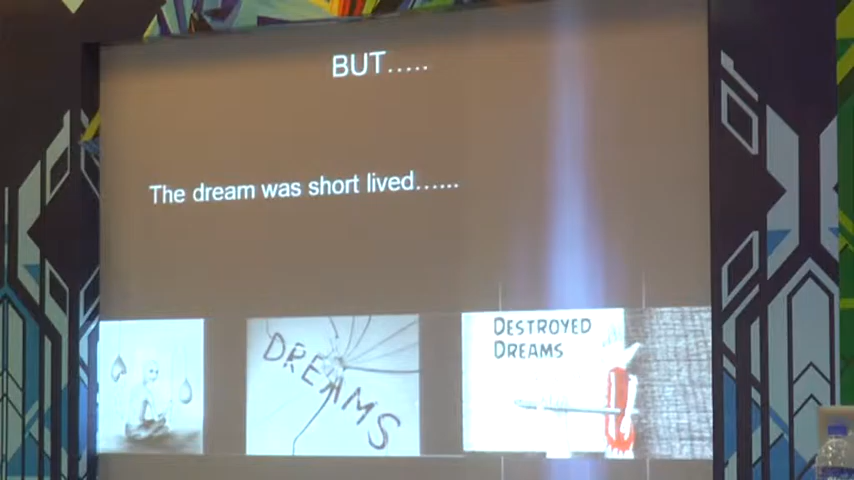 BUT.....
The dream was short lived......
DREAMS
DESTROYED
DREAMS